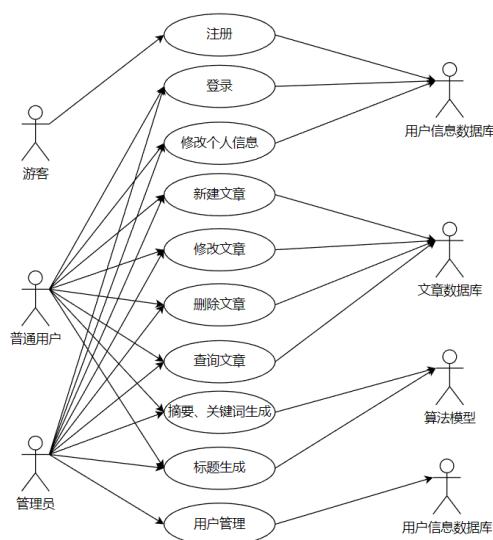 注册
登录
用户信息数据库
修改个人信息
游客
新建文章
修改文章
文章数据库
删除文章
普通用户
查询文章
摘要、关键词生成
算法模型
标题生成
管理员
用户管理
用户信息数据库